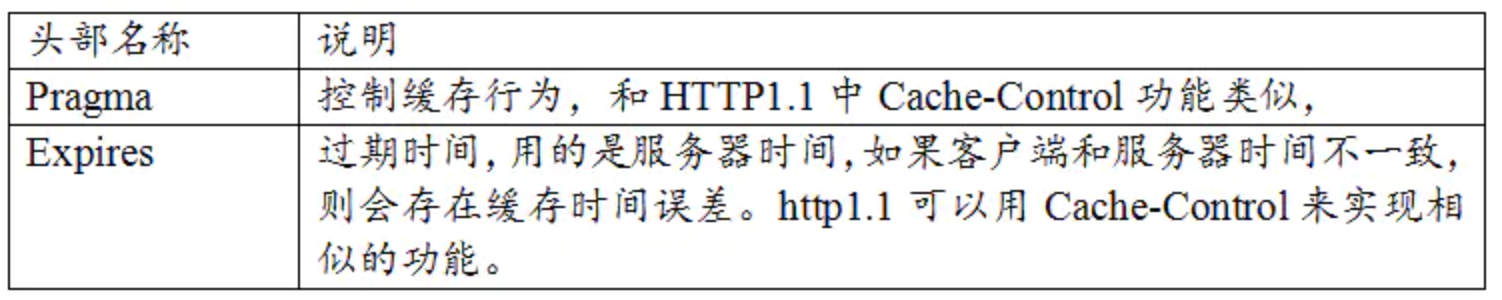 头部名称 说明
Pragma 控制缓存行为，和 HTTP1.1 中 Cache-Control 功能类似，
Expires 过期时间，用的是服务器时间，如果客户端和服务器时间不一致，
则会存在缓存时间误差。http1.1 可以用 Cache-Control 来实现相
似的功能。